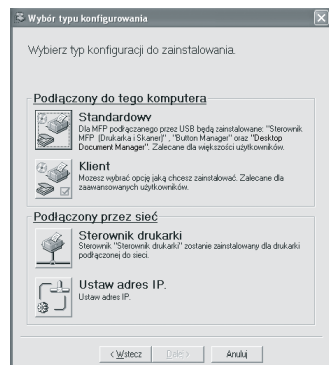 Wybór typu konfigurowania
Wybierz typ konfiguracji do zainstalowania.
Podłączony do tego komputera
Standardowy
Dla MFP podłączanego przez USB będą zainstalowane: "Sterownik
MFP (Drukarka i Skaner)" , "Button Manager" oraz "Desktop
Document Manager". Zalecane dla większości użytkowników.
Klient
Mozesz wybrać opcję jaką chcesz zainstalować. Zalecane dla
zaawansowanych użytkowników.
Podłączony przez sieć
Sterownik drukarki
Sterownik "Sterownik drukarki" zostanie zainstalowany dla drukarki
podłączonej do sieci.
Ustaw adres IP.
Ustaw adres IP.
< Wstecz Dalej > Anuluj